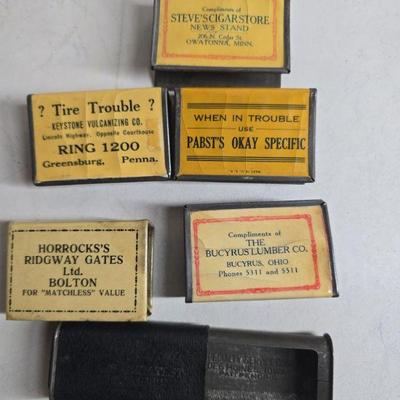 Compliments of
STEVE'S CIGAR STORE
NEWS STAND
206 N. Cedar St.
OWATONNA, MINN.
? Tire Trouble ?
KEYSTONE VULCANIZING CO.
Lincoln Highway, Opposite Courthouse
RING 1200
Greensburg, Penna.
WHEN IN TROUBLE
USE
PABST'S OKAY SPECIFIC
HORROCKS'S
RIDGWAY GATES
Ltd.
BOLTON
FOR "MATCHLESS" VALUE
Compliments of
THE
BUCYRUS LUMBER CO.
BUCYRUS, OHIO
Phones 5311 and 5511